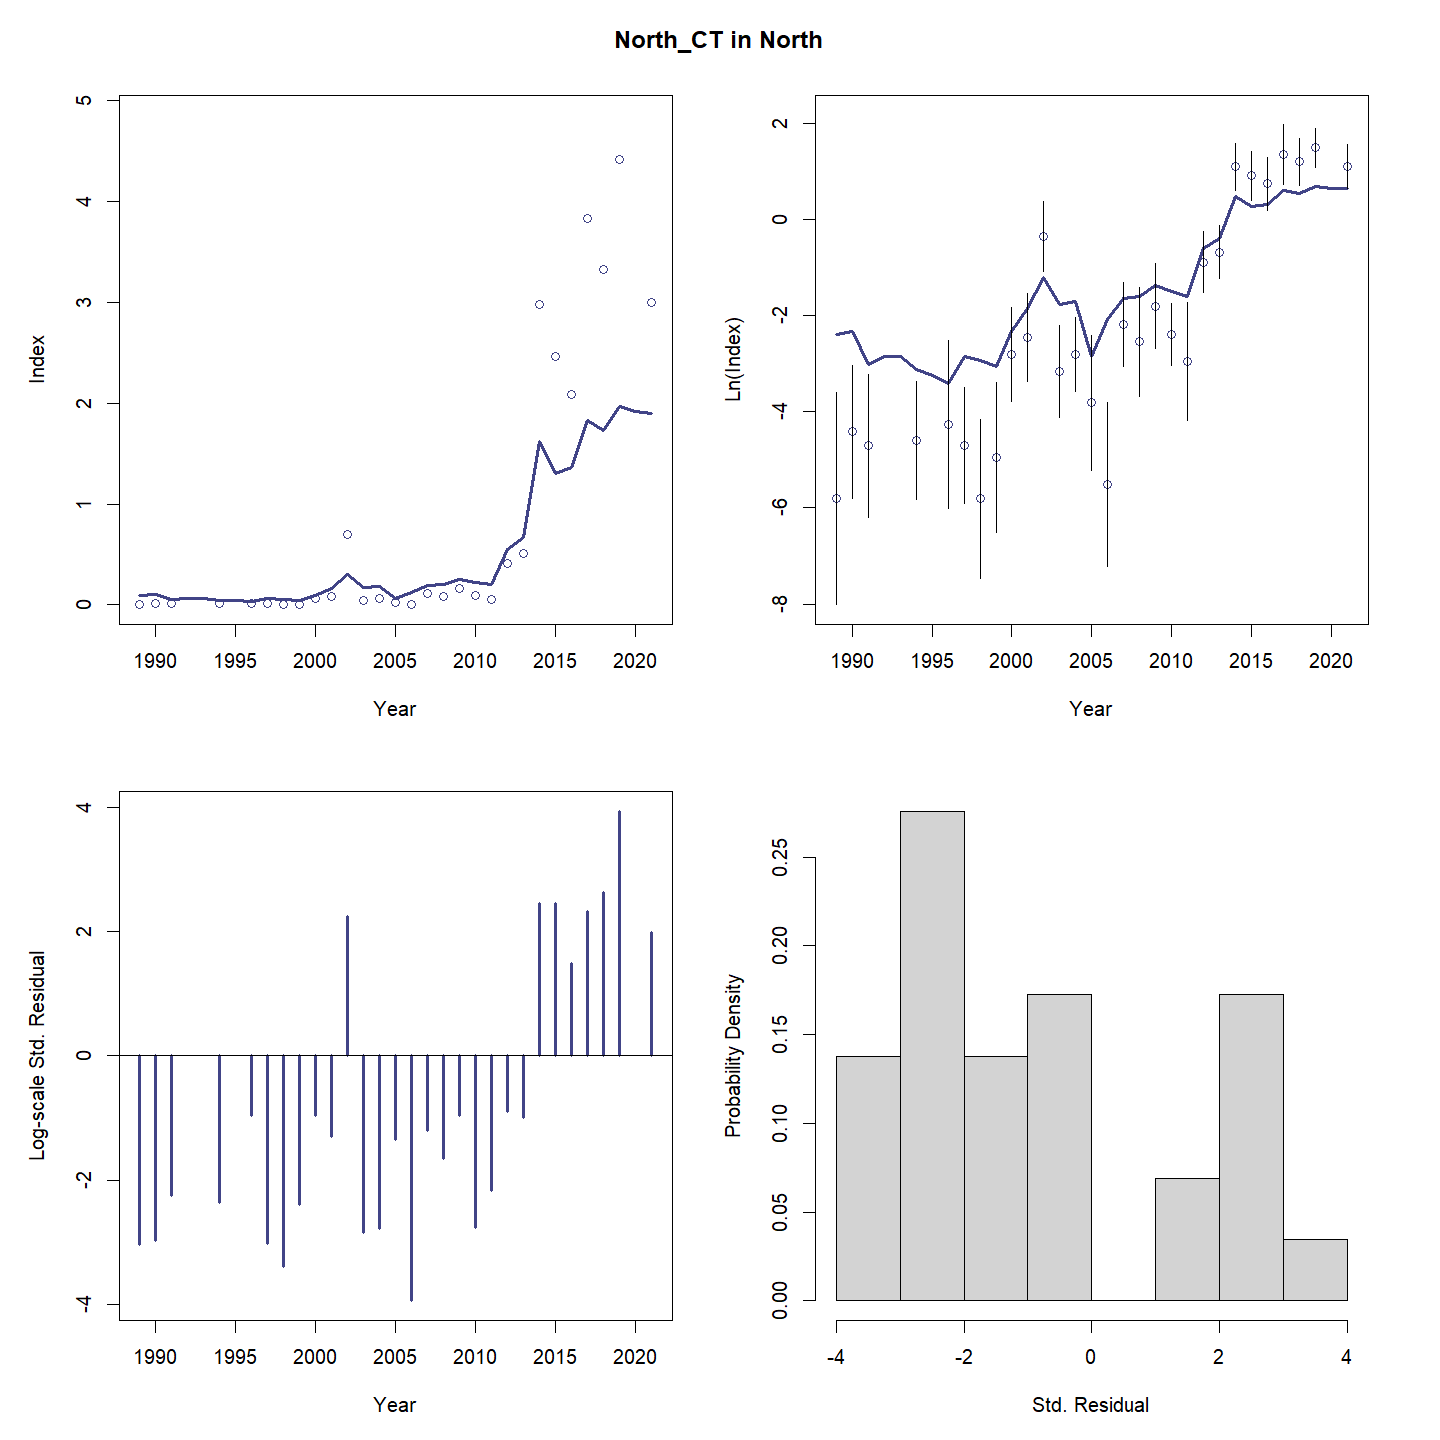 North_CT in North
Index
5
4
3
2
1
0
1990 1995 2000 2005 2010 2015 2020
Year
Ln(Index)
2
0
-2
-4
-6
-8
1990 1995 2000 2005 2010 2015 2020
Year
Log-scale Std. Residual
4
2
0
-2
-4
1990 1995 2000 2005 2010 2015 2020
Year
Probability Density
0.25
0.20
0.15
0.10
0.05
0.00
-4 -2 0 2 4
Std. Residual